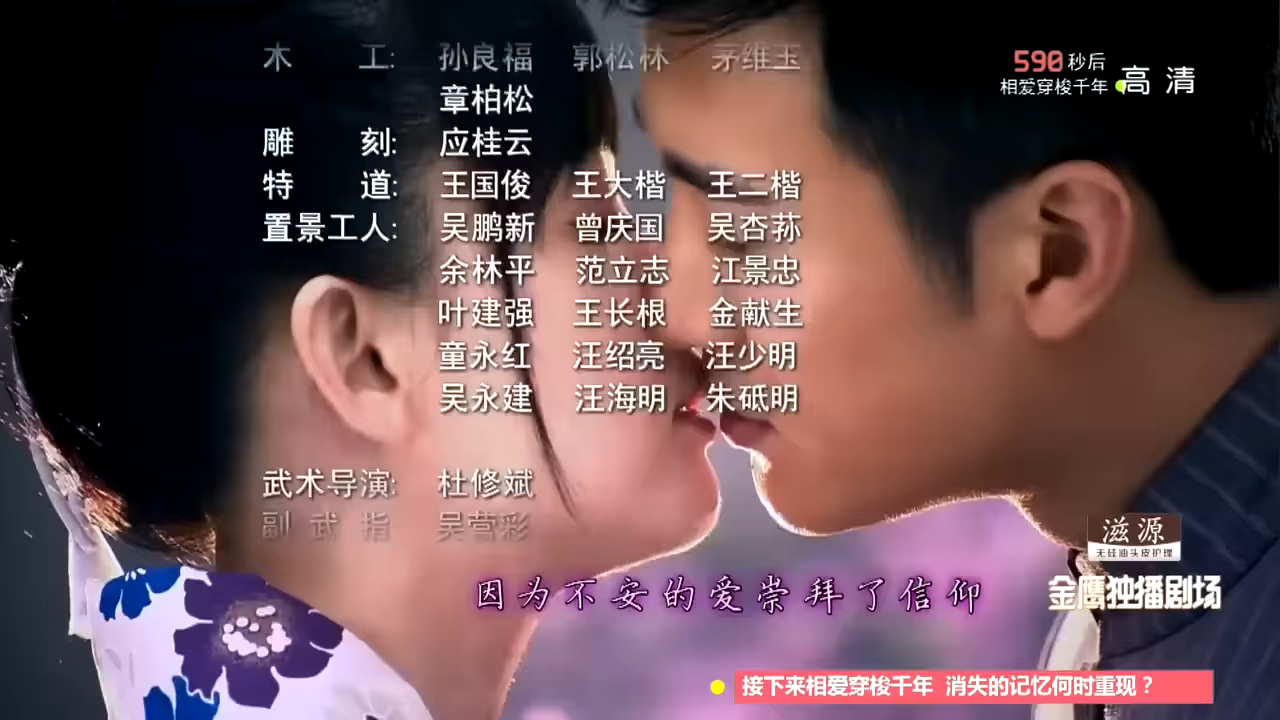 木 工: 孙良福 郭松林 茅维玉
590秒后
相爱穿梭千年
高清
章柏松
雕 刻: 应桂云
特 道: 王国俊 王大楷 王二楷
置景工人: 吴鹏新 曾庆国 吴杏荪
余林平 范立志 江景忠
叶建强 王长根 金献生
童永红 汪绍亮 汪少明
吴永建 汪海明 朱砥明
武术导演: 杜修斌
副 武 指 吴营彩
滋源
无硅油头皮护理
因为不安的爱崇拜了信仰
金鹰独播剧场
接下来相爱穿梭千年 消失的记忆何时重现？